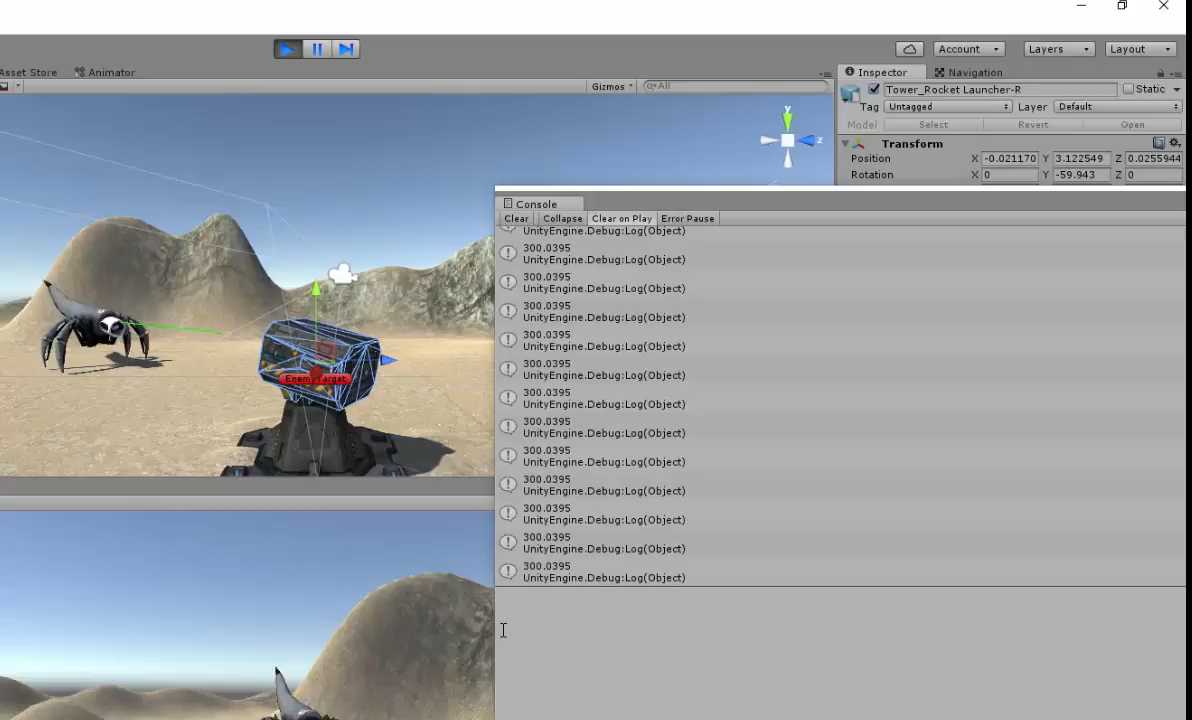 Account
Layers
Layout
Asset Store
Animator
Inspector
Navigation
Gizmos
All
Tower_Rocket Launcher-R
Static
Tag Untagged Layer Default
Model Select Revert Open
y
z
Transform
Position X -0.021170 Y 3.122549 Z 0.0255944
Rotation X 0 Y -59.943 Z 0
Console
Clear Collapse Clear on Play Error Pause
UnityEngine.Debug:Log(Object)
300.0395
UnityEngine.Debug:Log(Object)
300.0395
UnityEngine.Debug:Log(Object)
300.0395
UnityEngine.Debug:Log(Object)
300.0395
UnityEngine.Debug:Log(Object)
300.0395
UnityEngine.Debug:Log(Object)
300.0395
UnityEngine.Debug:Log(Object)
300.0395
UnityEngine.Debug:Log(Object)
300.0395
UnityEngine.Debug:Log(Object)
300.0395
UnityEngine.Debug:Log(Object)
300.0395
UnityEngine.Debug:Log(Object)
300.0395
UnityEngine.Debug:Log(Object)
300.0395
UnityEngine.Debug:Log(Object)